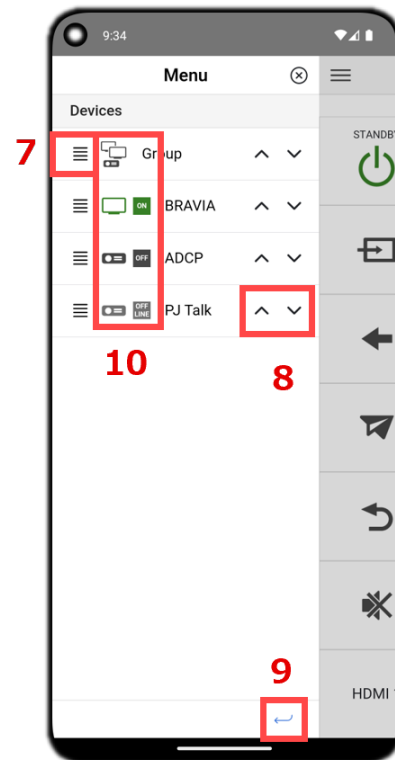 9:34
Menu
Devices
STANDBY
7
Group
ON BRAVIA
OFF ADCP
OFF LINE PJ Talk
10
8
9
HDMI